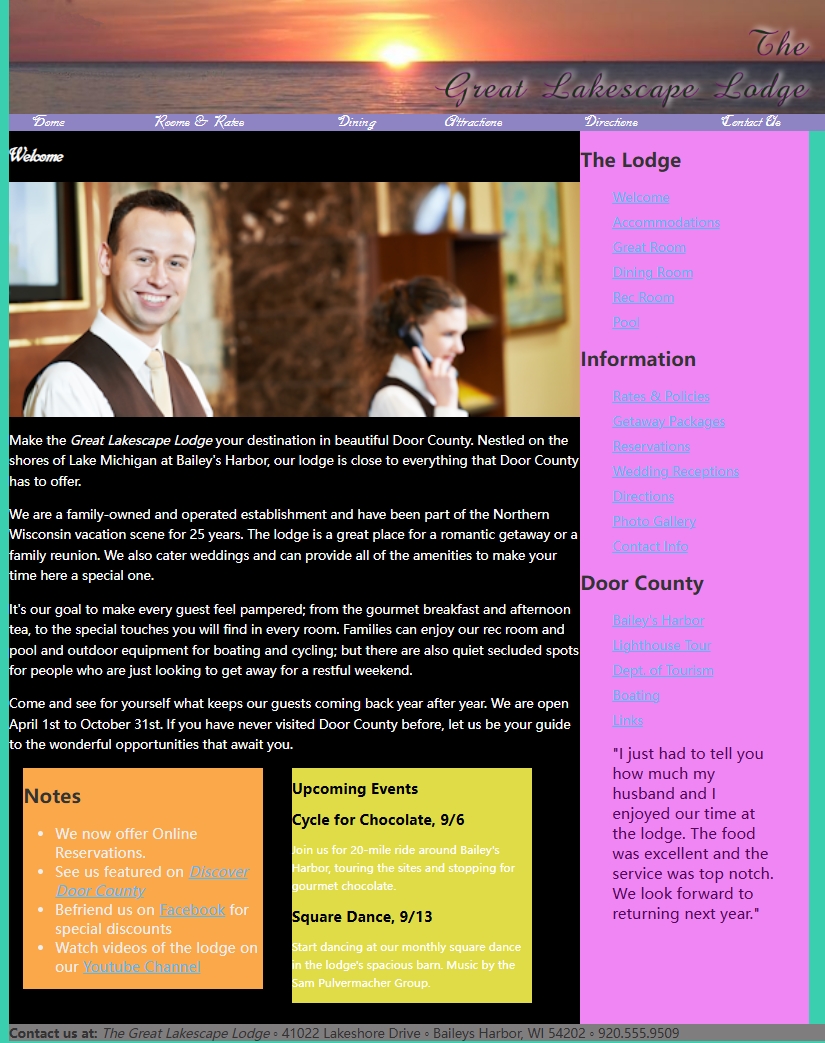 The
Great Lakescape Lodge
Home Rooms & Rates Dining Attractions Directions Contact Us
Welcome
Make the Great Lakescape Lodge your destination in beautiful Door County. Nestled on the
shores of Lake Michigan at Bailey's Harbor, our lodge is close to everything that Door County
has to offer.
We are a family-owned and operated establishment and have been part of the Northern
Wisconsin vacation scene for 25 years. The lodge is a great place for a romantic getaway or a
family reunion. We also cater weddings and can provide all of the amenities to make your
time here a special one.
It's our goal to make every guest feel pampered; from the gourmet breakfast and afternoon
tea, to the special touches you will find in every room. Families can enjoy our rec room and
pool and outdoor equipment for boating and cycling; but there are also quiet secluded spots
for people who are just looking to get away for a restful weekend.
Come and see for yourself what keeps our guests coming back year after year. We are open
April 1st to October 31st. If you have never visited Door County before, let us be your guide
to the wonderful opportunities that await you.
Notes
• We now offer Online
Reservations.
• See us featured on Discover
Door County
• Befriend us on Facebook for
special discounts
• Watch videos of the lodge on
our Youtube Channel
Upcoming Events
Cycle for Chocolate, 9/6
Join us for 20-mile ride around Bailey's
Harbor, touring the sites and stopping for
gourmet chocolate.
Square Dance, 9/13
Start dancing at our monthly square dance
in the lodge's spacious barn. Music by the
Sam Pulvermacher Group.
The Lodge
Welcome
Accommodations
Great Room
Dining Room
Rec Room
Pool
Information
Rates & Policies
Getaway Packages
Reservations
Wedding Receptions
Directions
Photo Gallery
Contact Info
Door County
Bailey's Harbor
Lighthouse Tour
Dept. of Tourism
Boating
Links
"I just had to tell you
how much my
husband and I
enjoyed our time at
the lodge. The food
was excellent and the
service was top notch.
We look forward to
returning next year."
Contact us at: The Great Lakescape Lodge ◦ 41022 Lakeshore Drive ◦ Baileys Harbor, WI 54202 ◦ 920.555.9509